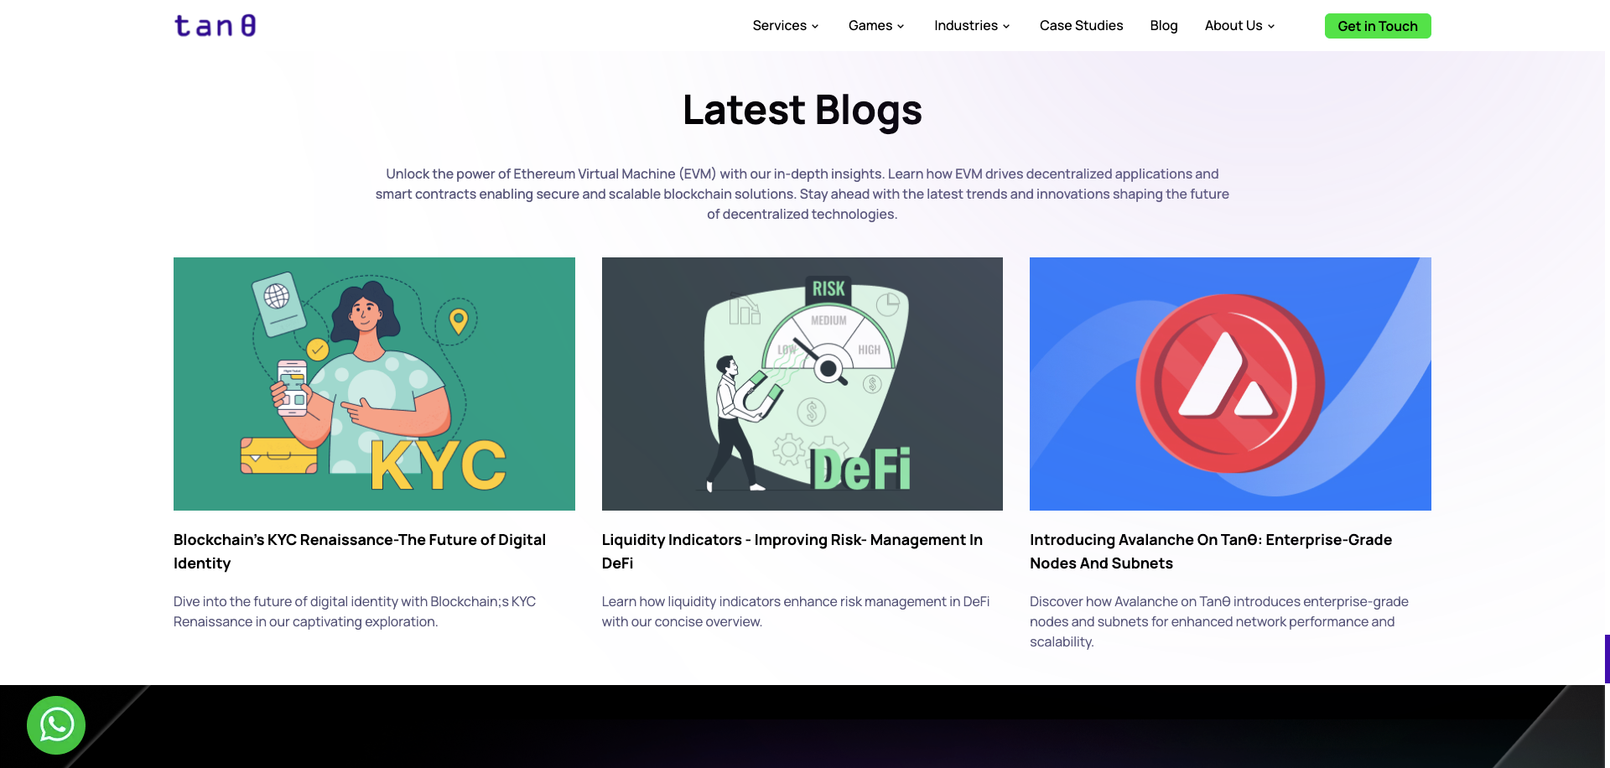 tanθ
Services
Games
Industries
Case Studies
Blog
About Us
Get in Touch
Latest Blogs
Unlock the power of Ethereum Virtual Machine (EVM) with our in-depth insights. Learn how EVM drives decentralized applications and
smart contracts enabling secure and scalable blockchain solutions. Stay ahead with the latest trends and innovations shaping the future
of decentralized technologies.
KYC
RISK
MEDIUM
LOW
HIGH
DeFi
Blockchain's KYC Renaissance-The Future of Digital
Identity
Dive into the future of digital identity with Blockchain;s KYC
Renaissance in our captivating exploration.
Liquidity Indicators - Improving Risk- Management In
DeFi
Learn how liquidity indicators enhance risk management in DeFi
with our concise overview.
Introducing Avalanche On Tanθ: Enterprise-Grade
Nodes And Subnets
Discover how Avalanche on Tanθ introduces enterprise-grade
nodes and subnets for enhanced network performance and
scalability.